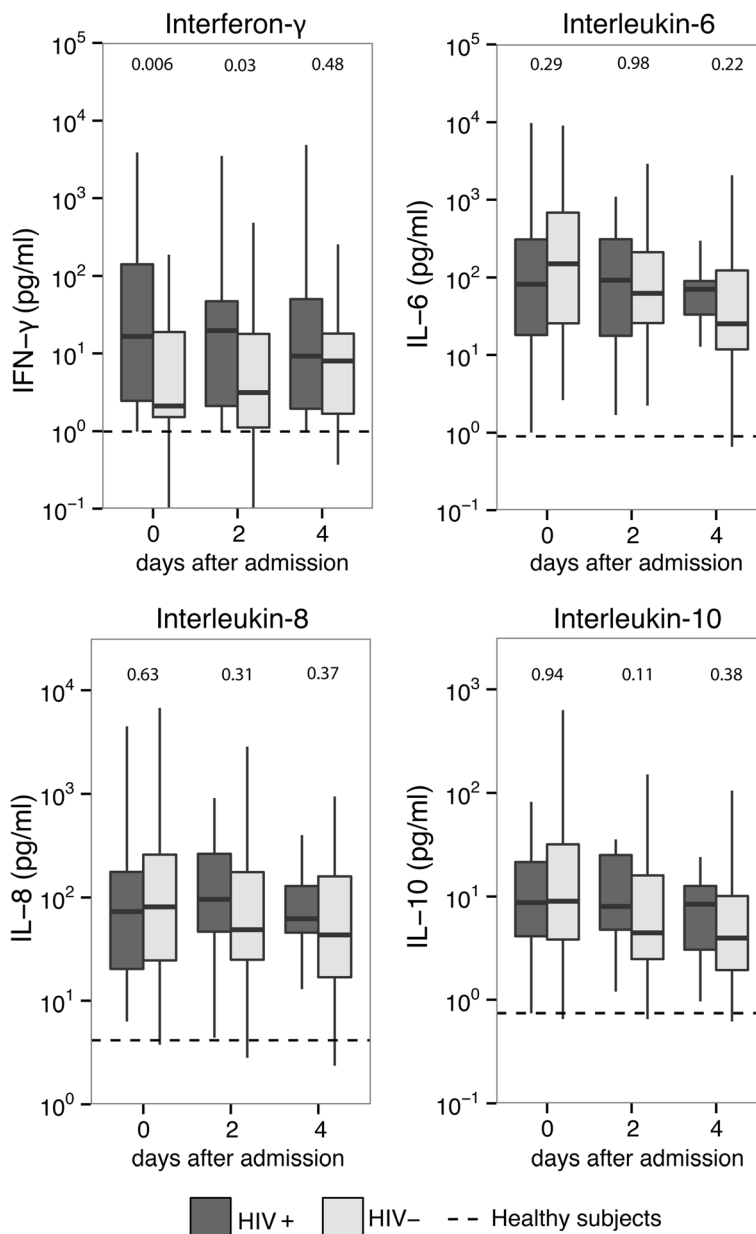 Interferon-γ
10^5
0.006 0.03 0.48
10^4
10^3
10^2
10^1
10^0
10^−1
IFN−γ (pg/ml)
0 2 4
days after admission
Interleukin-6
10^5
0.29 0.98 0.22
10^4
10^3
10^2
10^1
10^0
10^−1
IL−6 (pg/ml)
0 2 4
days after admission
Interleukin-8
0.63 0.31 0.37
10^4
10^3
10^2
10^1
10^0
IL−8 (pg/ml)
0 2 4
days after admission
Interleukin-10
0.94 0.11 0.38
10^3
10^2
10^1
10^0
10^−1
IL−10 (pg/ml)
0 2 4
days after admission
HIV+ HIV− Healthy subjects